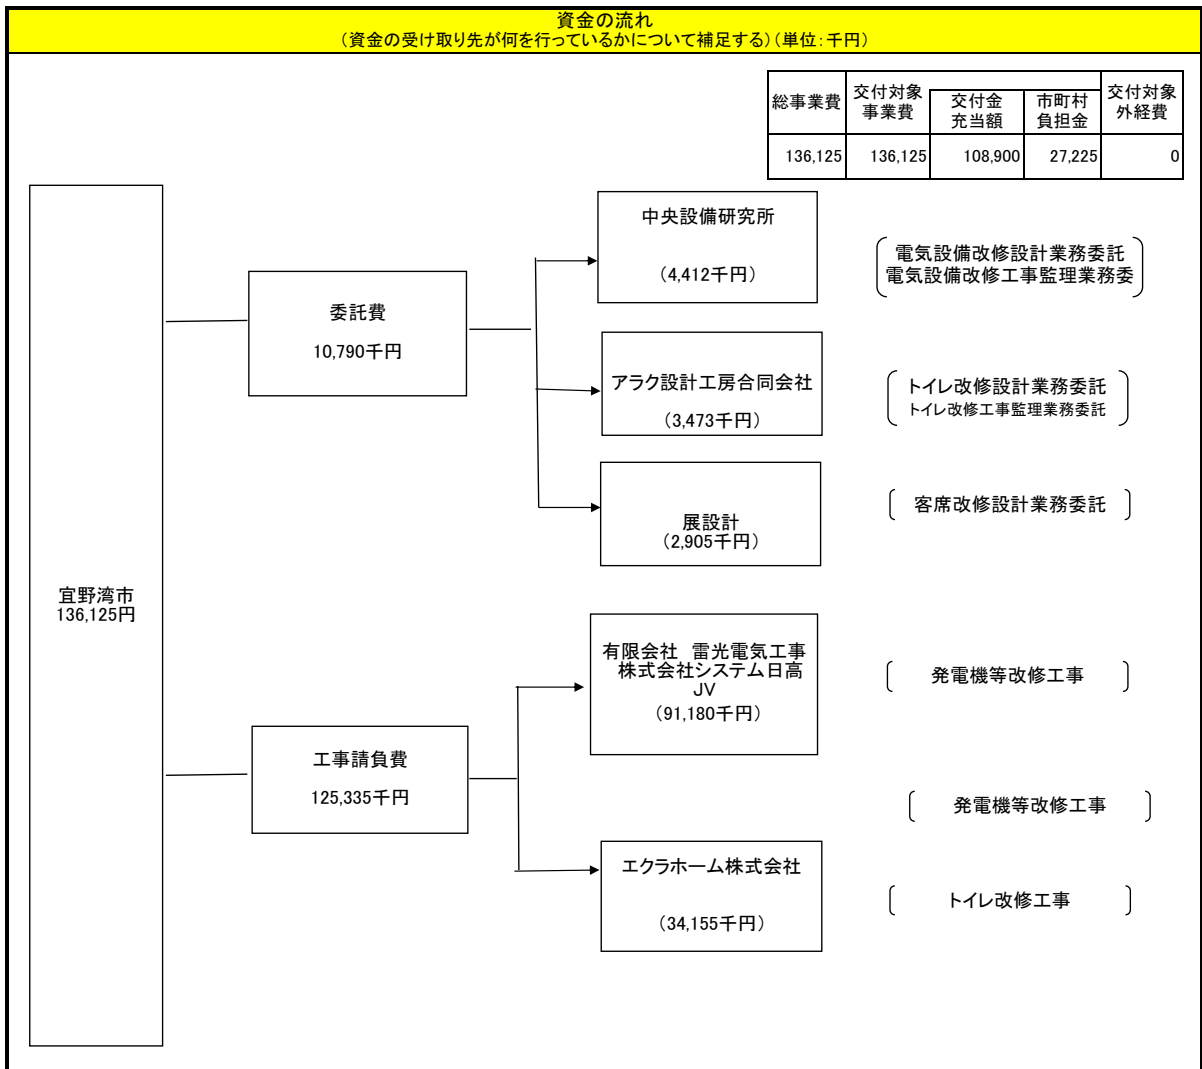 資金の流れ
（資金の受け取り先が何を行っているかについて補足する）（単位：千円）
総事業費 交付対象事業費 交付金充当額 市町村負担金 交付対象外経費
136,125 136,125 108,900 27,225 0
宜野湾市
136,125円
委託費
10,790千円
中央設備研究所
（4,412千円）
電気設備改修設計業務委託
電気設備改修工事監理業務委
アラク設計工房合同会社
（3,473千円）
トイレ改修設計業務委託
トイレ改修工事監理業務委託
展設計
（2,905千円）
客席改修設計業務委託
工事請負費
125,335千円
有限会社　雷光電気工事
株式会社システム日高
JV
（91,180千円）
発電機等改修工事
発電機等改修工事
エクラホーム株式会社
（34,155千円）
トイレ改修工事